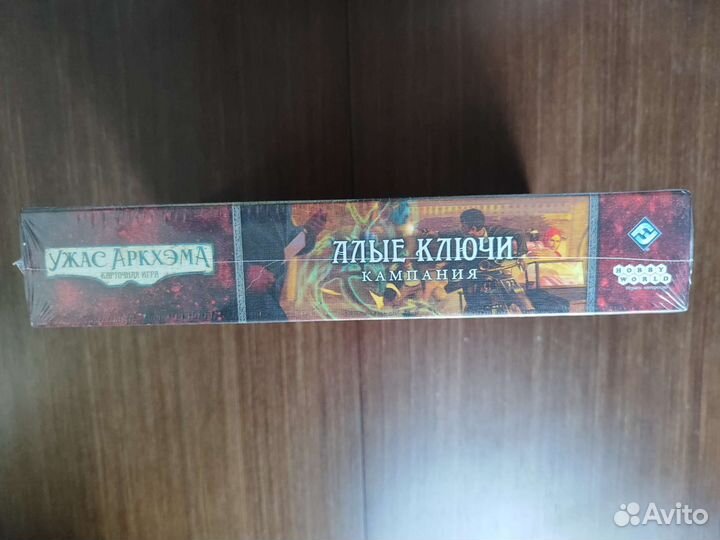 УЖАС АРКХЭМА
КАРТОЧНАЯ ИГРА
АЛЫЕ КЛЮЧИ
КАМПАНИЯ
HOBBY
WORLD
Avito